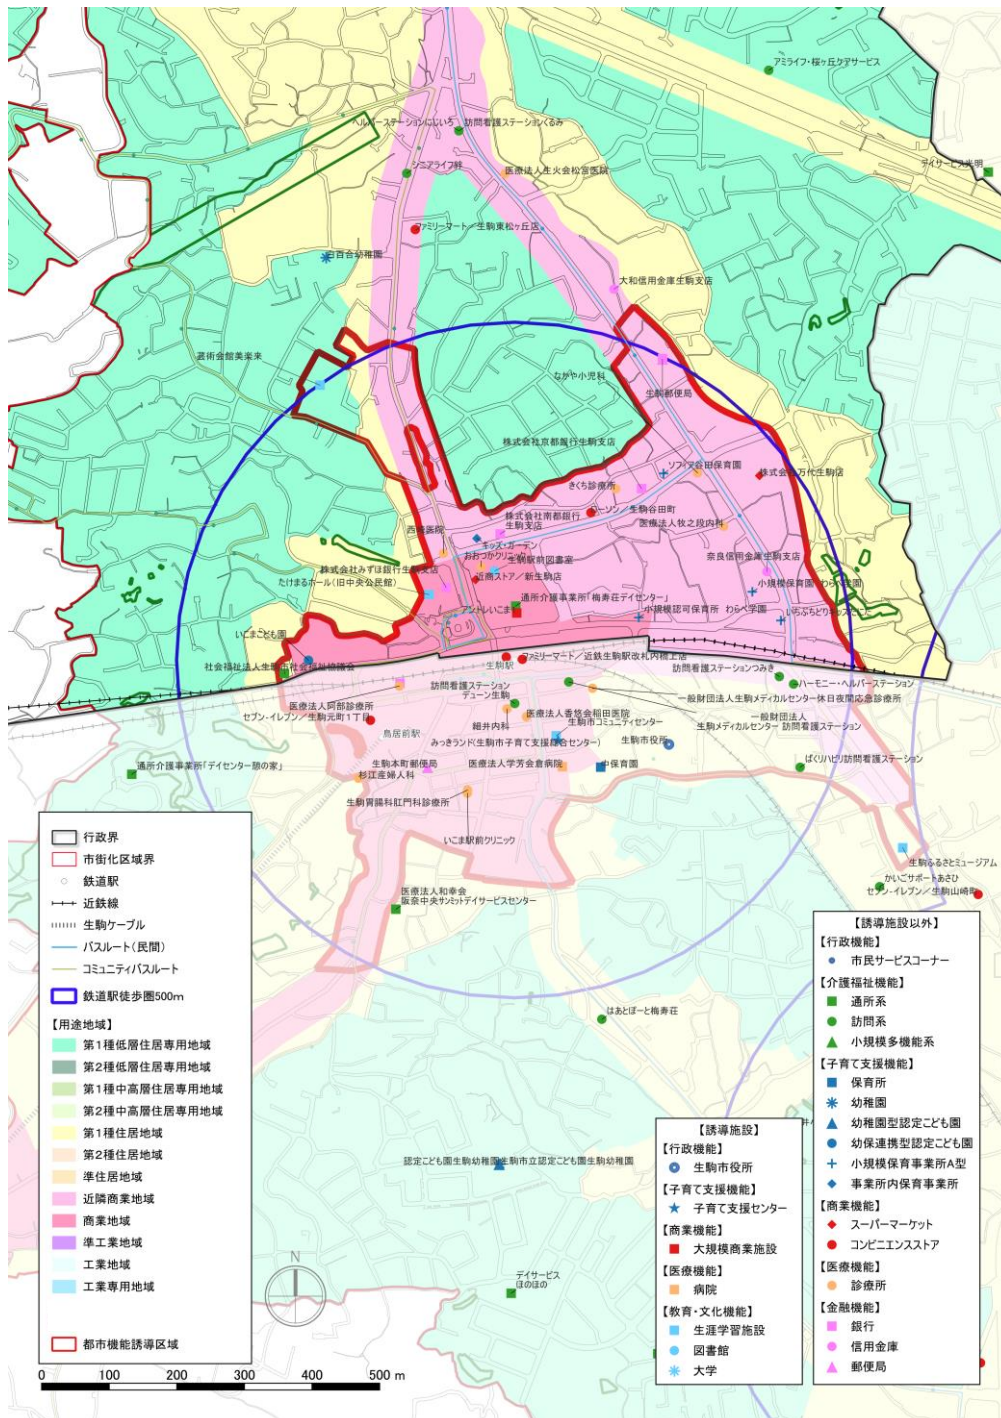 アミライフ・桜ヶ丘ケアサービス
ヘルパーステーションにじいろ
訪問看護ステーションくるみ
シニアライフ絆
医療法人生火会松宮医院
デイサービス光明
ファミリーマート／生駒東松ヶ丘店
白百合幼稚園
大和信用金庫生駒支店
芸術会館美楽来
なかや小児科
生駒郵便局
株式会社京都銀行生駒支店
ソフィア谷田保育園
株式会社万代生駒店
きくち診療所
ローソン／生駒谷田町
株式会社南都銀行
生駒支店
医療法人牧之段内科
西崎医院
キッズ・ガーデン
おおつかクリニック
生駒駅前図書室
奈良信用金庫生駒支店
株式会社みずほ銀行生駒支店
近商ストア／新生駒店
たけまるホール（旧中央公民館）
小規模保育園 わらべ学園
通所介護事業所「梅寿荘デイセンター」
アントレいこま
小規模認可保育所 わらべ学園
いちぶちどりキッズたにだ
いこまこども園
社会福祉法人生駒市社会福祉協議会
生駒駅
ファミリーマート／近鉄生駒駅改札内橋上店
訪問看護ステーションつみき
訪問看護ステーション
デューン生駒
ハーモニー・ヘルパーステーション
一般財団法人生駒メディカルセンター休日夜間応急診療所
医療法人阿部診療所
セブン-イレブン／生駒元町1丁目
細井内科
医療法人香悠会稲田医院
生駒市コミュニティセンター
一般財団法人
生駒メディカルセンター 訪問看護ステーション
鳥居前駅
みっきランド（生駒市子育て支援総合センター）
生駒市役所
通所介護事業所「デイセンター憩の家」
生駒本町郵便局
杉江産婦人科
医療法人学芳会倉病院
中保育園
ぱくリハビリ訪問看護ステーション
生駒胃腸科肛門科診療所
いこま駅前クリニック
生駒ふるさとミュージアム
かいごサポートあさひ
セブン-イレブン／生駒山崎町
医療法人和幸会
阪奈中央サンミットデイサービスセンター
はあとぽーと梅寿荘
認定こども園生駒幼稚園
生駒市立認定こども園生駒幼稚園
デイサービス
ほのほの
行政界
市街化区域界
鉄道駅
近鉄線
生駒ケーブル
バスルート（民間）
コミュニティバスルート
鉄道駅徒歩圏500m
【用途地域】
第1種低層住居専用地域
第2種低層住居専用地域
第1種中高層住居専用地域
第2種中高層住居専用地域
第1種住居地域
第2種住居地域
準住居地域
近隣商業地域
商業地域
準工業地域
工業地域
工業専用地域
都市機能誘導区域
N
0 100 200 300 400 500 m
【誘導施設】
【行政機能】
生駒市役所
【子育て支援機能】
子育て支援センター
【商業機能】
大規模商業施設
【医療機能】
病院
【教育・文化機能】
生涯学習施設
図書館
大学
【誘導施設以外】
【行政機能】
市民サービスコーナー
【介護福祉機能】
通所系
訪問系
小規模多機能系
【子育て支援機能】
保育所
幼稚園
幼稚園型認定こども園
幼保連携型認定こども園
小規模保育事業所A型
事業所内保育事業所
【商業機能】
スーパーマーケット
コンビニエンスストア
【医療機能】
診療所
【金融機能】
銀行
信用金庫
郵便局